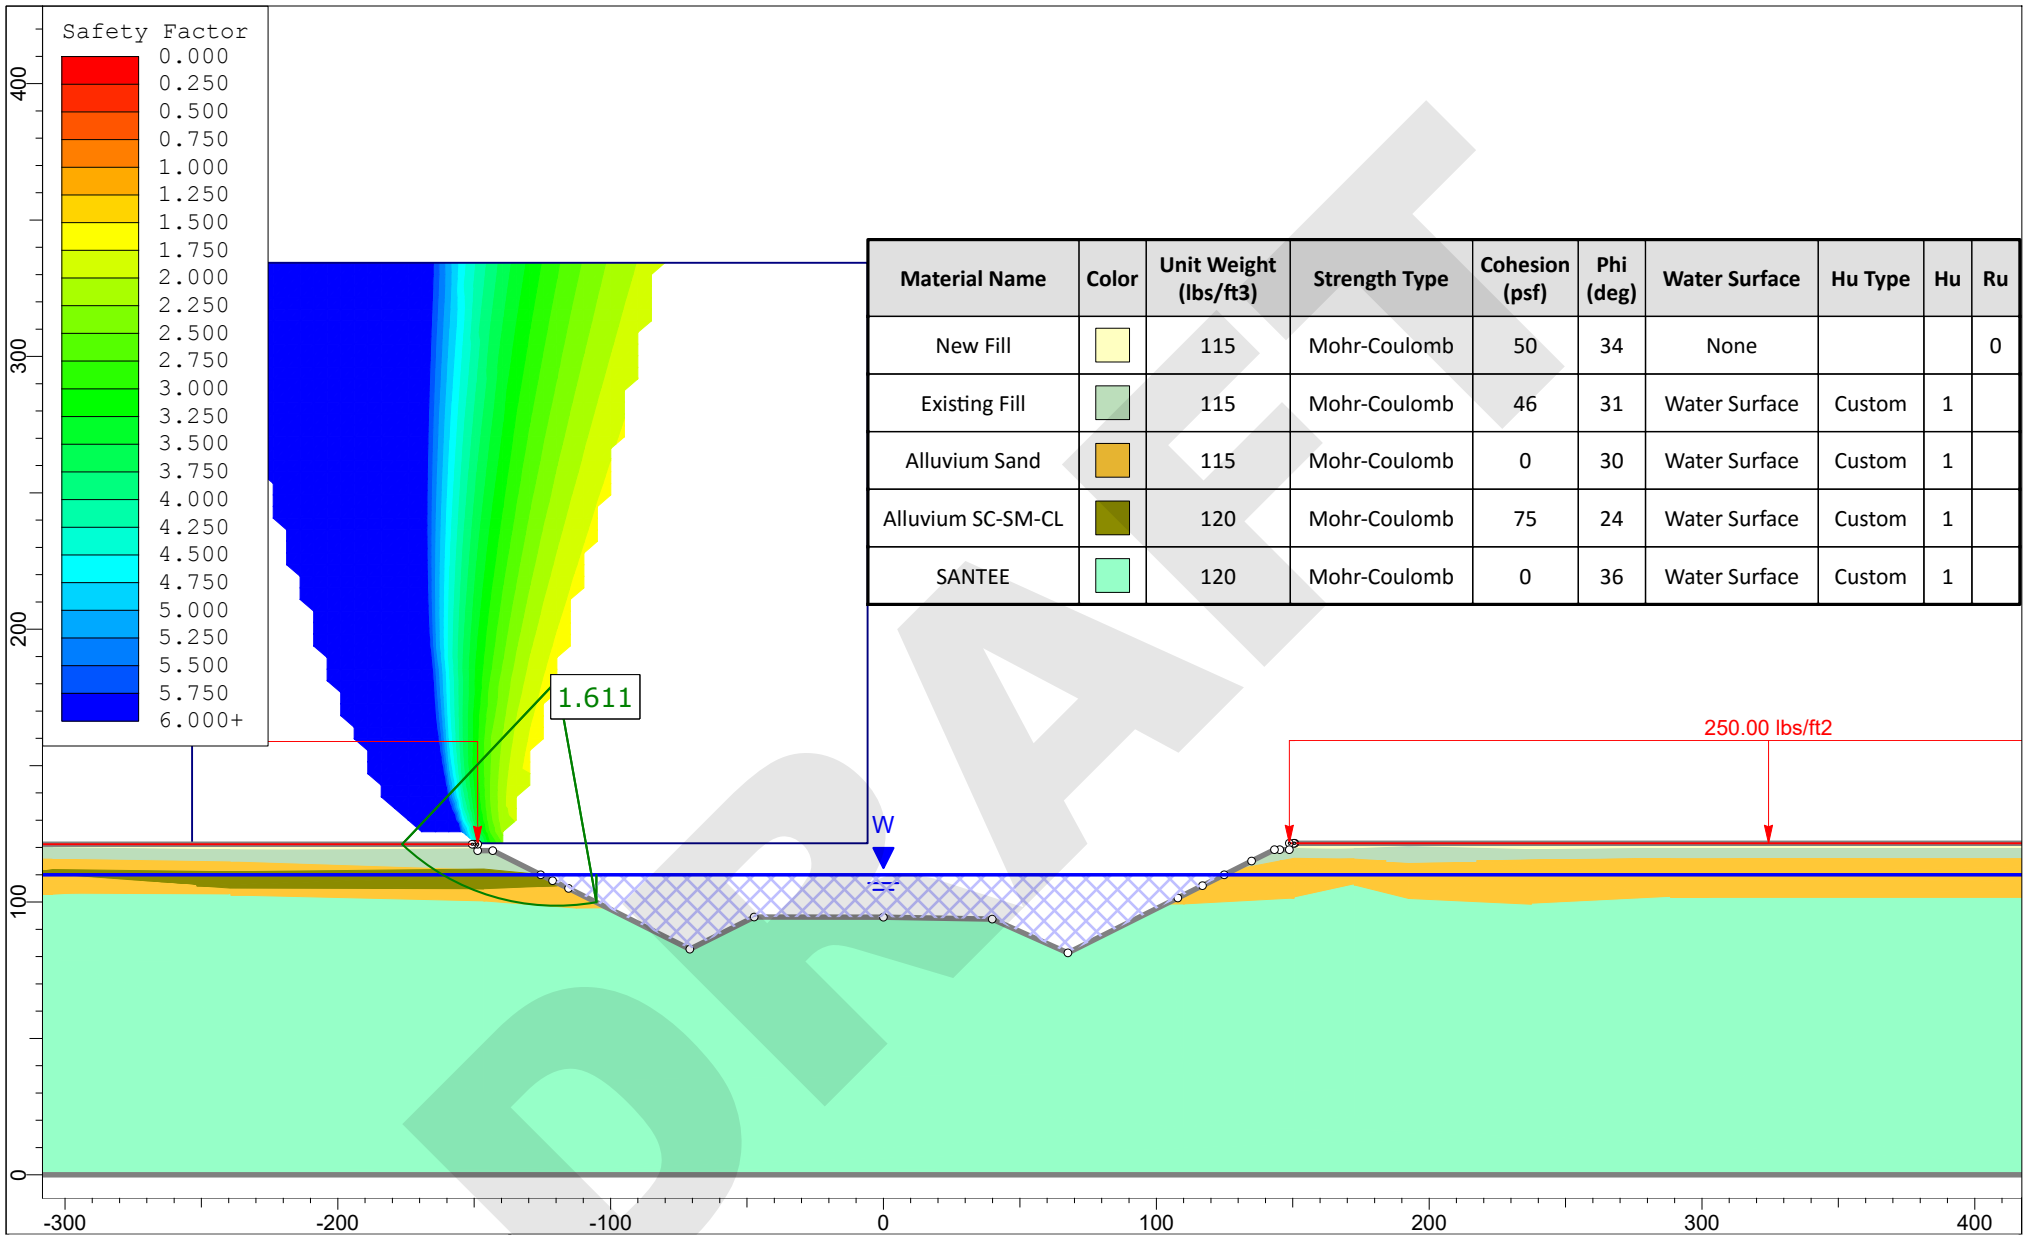 Safety Factor
0.000
0.250
0.500
0.750
1.000
1.250
1.500
1.750
2.000
2.250
2.500
2.750
3.000
3.250
3.500
3.750
4.000
4.250
4.500
4.750
5.000
5.250
5.500
5.750
6.000+
Material Name Color Unit Weight (lbs/ft3) Strength Type Cohesion (psf) Phi (deg) Water Surface Hu Type Hu Ru
New Fill 115 Mohr-Coulomb 50 34 None 0
Existing Fill 115 Mohr-Coulomb 46 31 Water Surface Custom 1
Alluvium Sand 115 Mohr-Coulomb 0 30 Water Surface Custom 1
Alluvium SC-SM-CL 120 Mohr-Coulomb 75 24 Water Surface Custom 1
SANTEE 120 Mohr-Coulomb 0 36 Water Surface Custom 1
1.611
250.00 lbs/ft2
W
DRAFT
400
300
200
100
0
-300 -200 -100 0 100 200 300 400